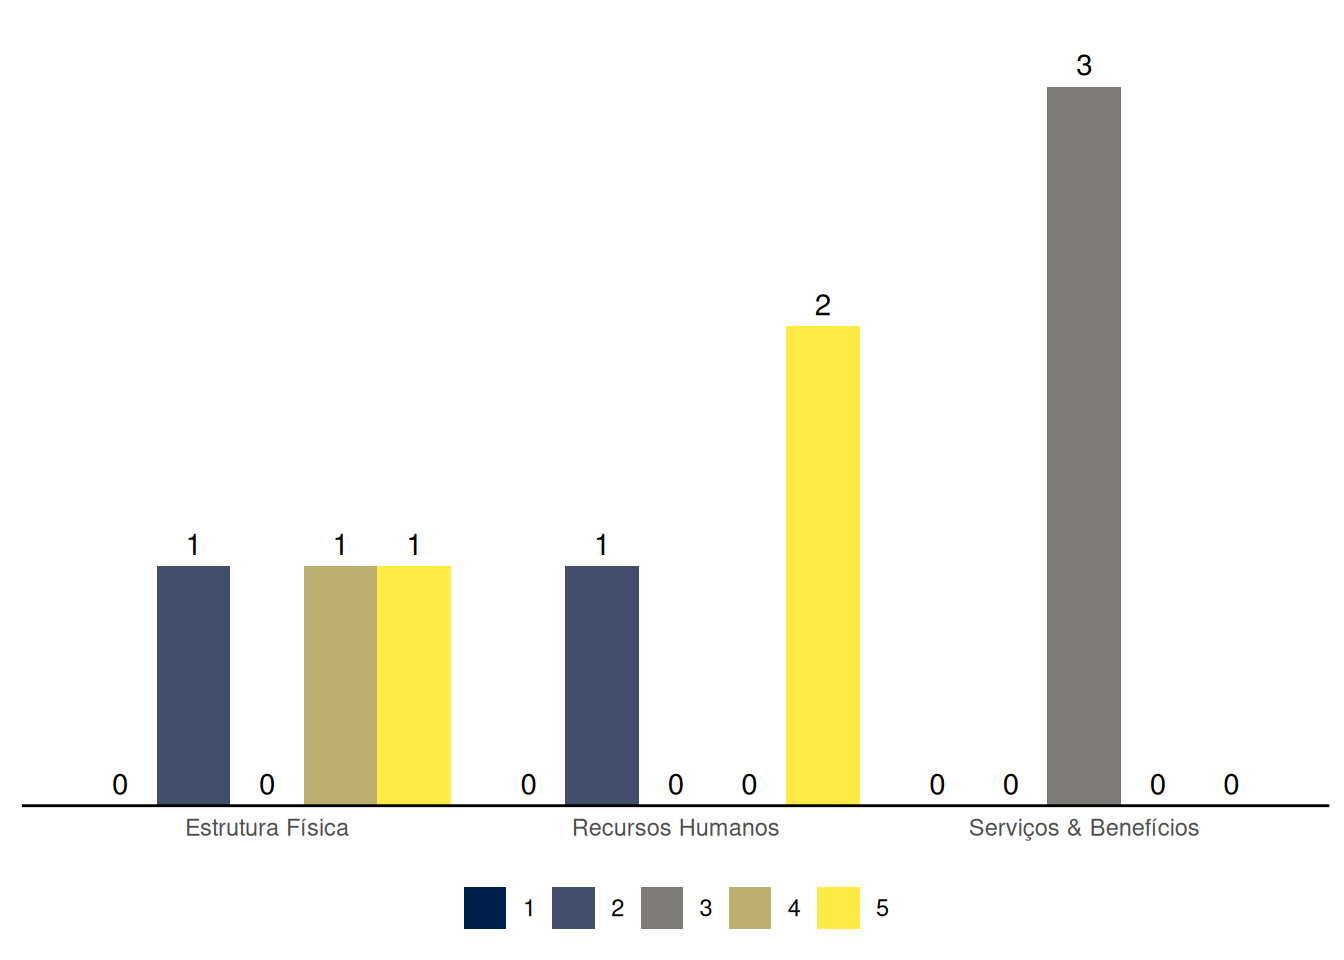 3
2
1 1 1 1
0 0 0 0 0 0 0 0 0
Estrutura Física Recursos Humanos Serviços & Benefícios
1 2 3 4 5